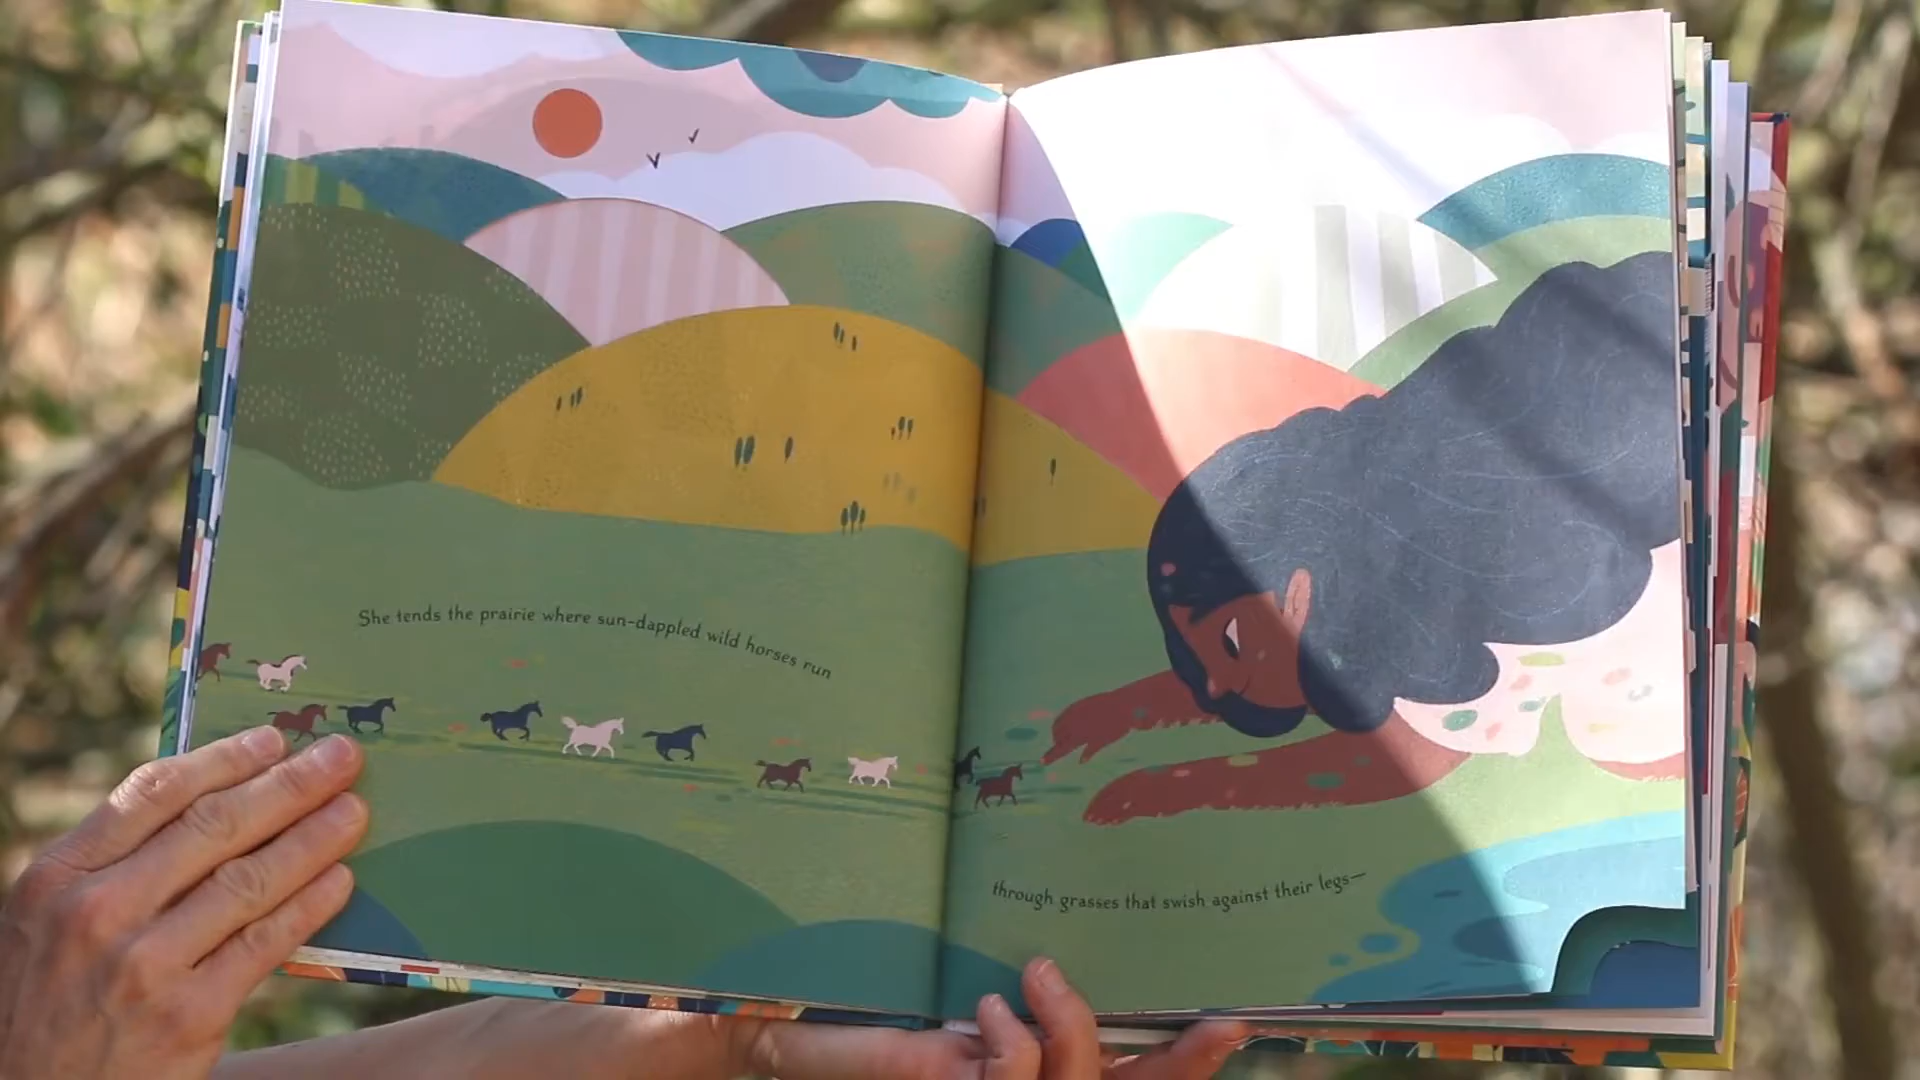 She tends the prairie where sun-dappled wild horses run
through grasses that swish against their legs—